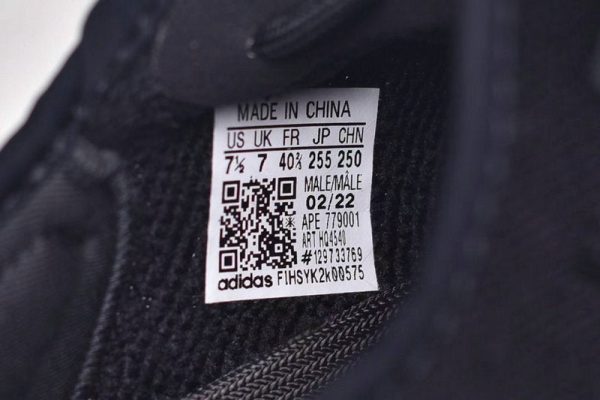 MADE IN CHINA
US UK FR JP CHN
7½ 7 40⅔ 255 250
MALE/MÂLE
02/22
APE 779001
ART HQ4540
#129733769
adidas F1HSYK2K00575